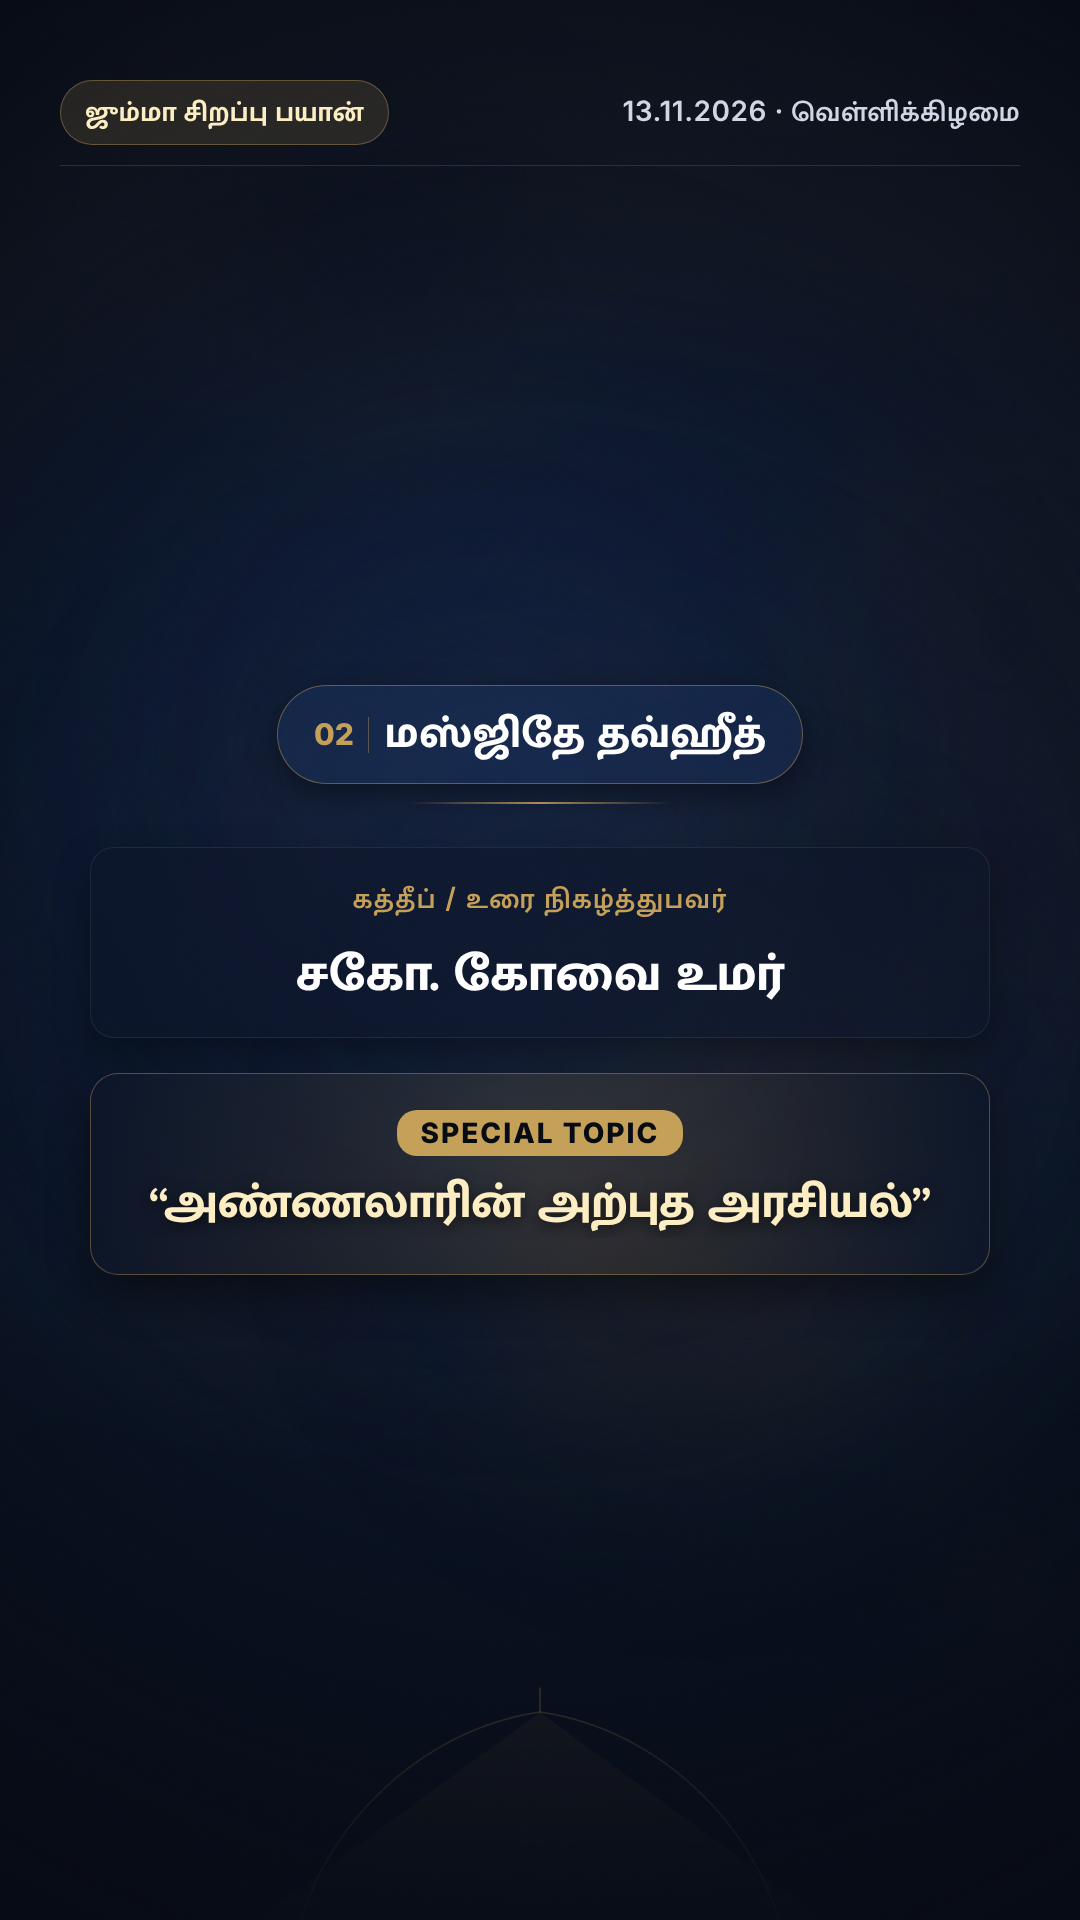 ஜும்மா சிறப்பு பயான்
13.11.2026 · வெள்ளிக்கிழமை
02 மஸ்ஜிதே தவ்ஹீத்
கத்தீப் / உரை நிகழ்த்துபவர்
சகோ. கோவை உமர்
SPECIAL TOPIC
“அண்ணலாரின் அற்புத அரசியல்”